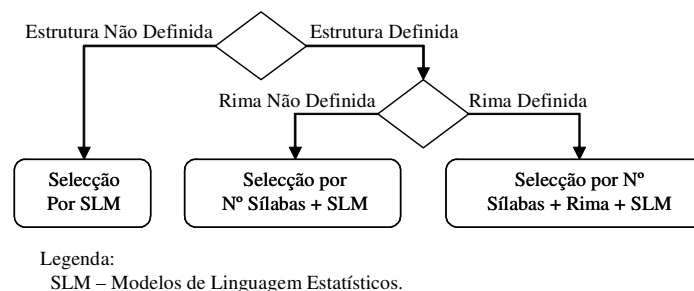 Estrutura Não Definida
Estrutura Definida
Rima Não Definida
Rima Definida
Selecção
Por SLM
Selecção por
Nº Sílabas + SLM
Selecção por Nº
Sílabas + Rima + SLM
Legenda:
SLM – Modelos de Linguagem Estatísticos.